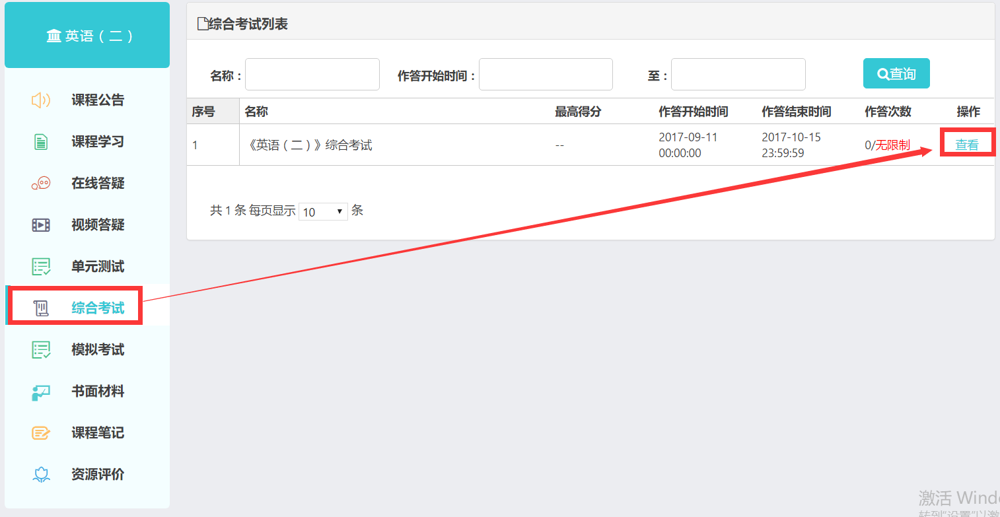 英语（二）
课程公告
课程学习
在线答疑
视频答疑
单元测试
综合考试
模拟考试
书面材料
课程笔记
资源评价
综合考试列表
名称： 作答开始时间： 至： 查询
序号 名称 最高得分 作答开始时间 作答结束时间 作答次数 操作
1 《英语（二）》综合考试 -- 2017-09-11 2017-10-15 0/无限制 查看
00:00:00 23:59:59
共 1 条 每页显示 10 条
激活 Windo
转到"设置"以激